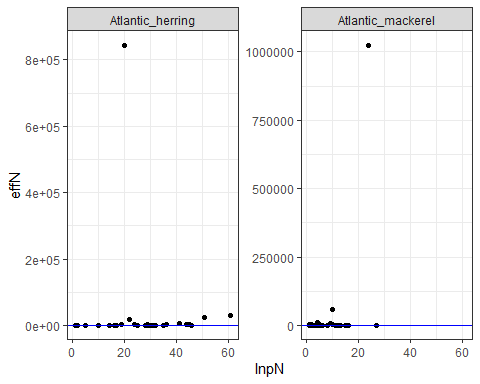 Atlantic_herring Atlantic_mackerel
8e+05 1000000
6e+05 750000
4e+05 500000
2e+05 250000
0e+00 0
effN
0 20 40 60 0 20 40 60
InpN